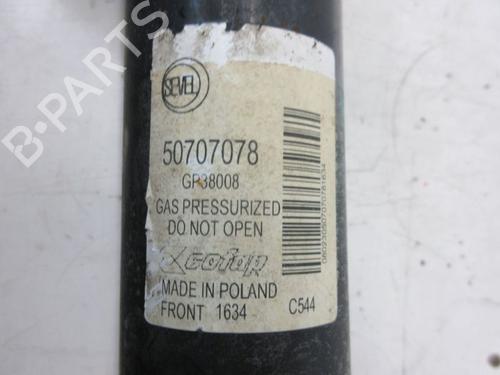 SEVEL
50707078
GP38008
GAS PRESSURIZED
DO NOT OPEN
MADE IN POLAND
FRONT 1634 C544
B-PARTS